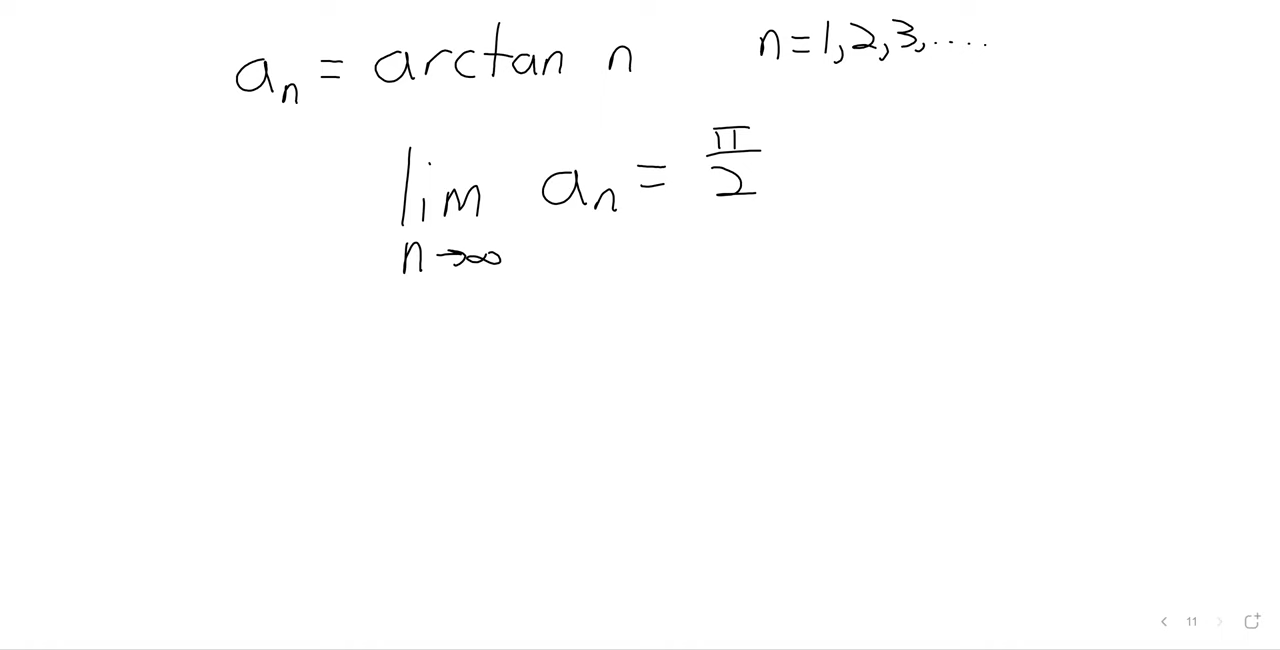 aₙ = arctan n n=1,2,3,....
lim aₙ = π/2
n→∞
11